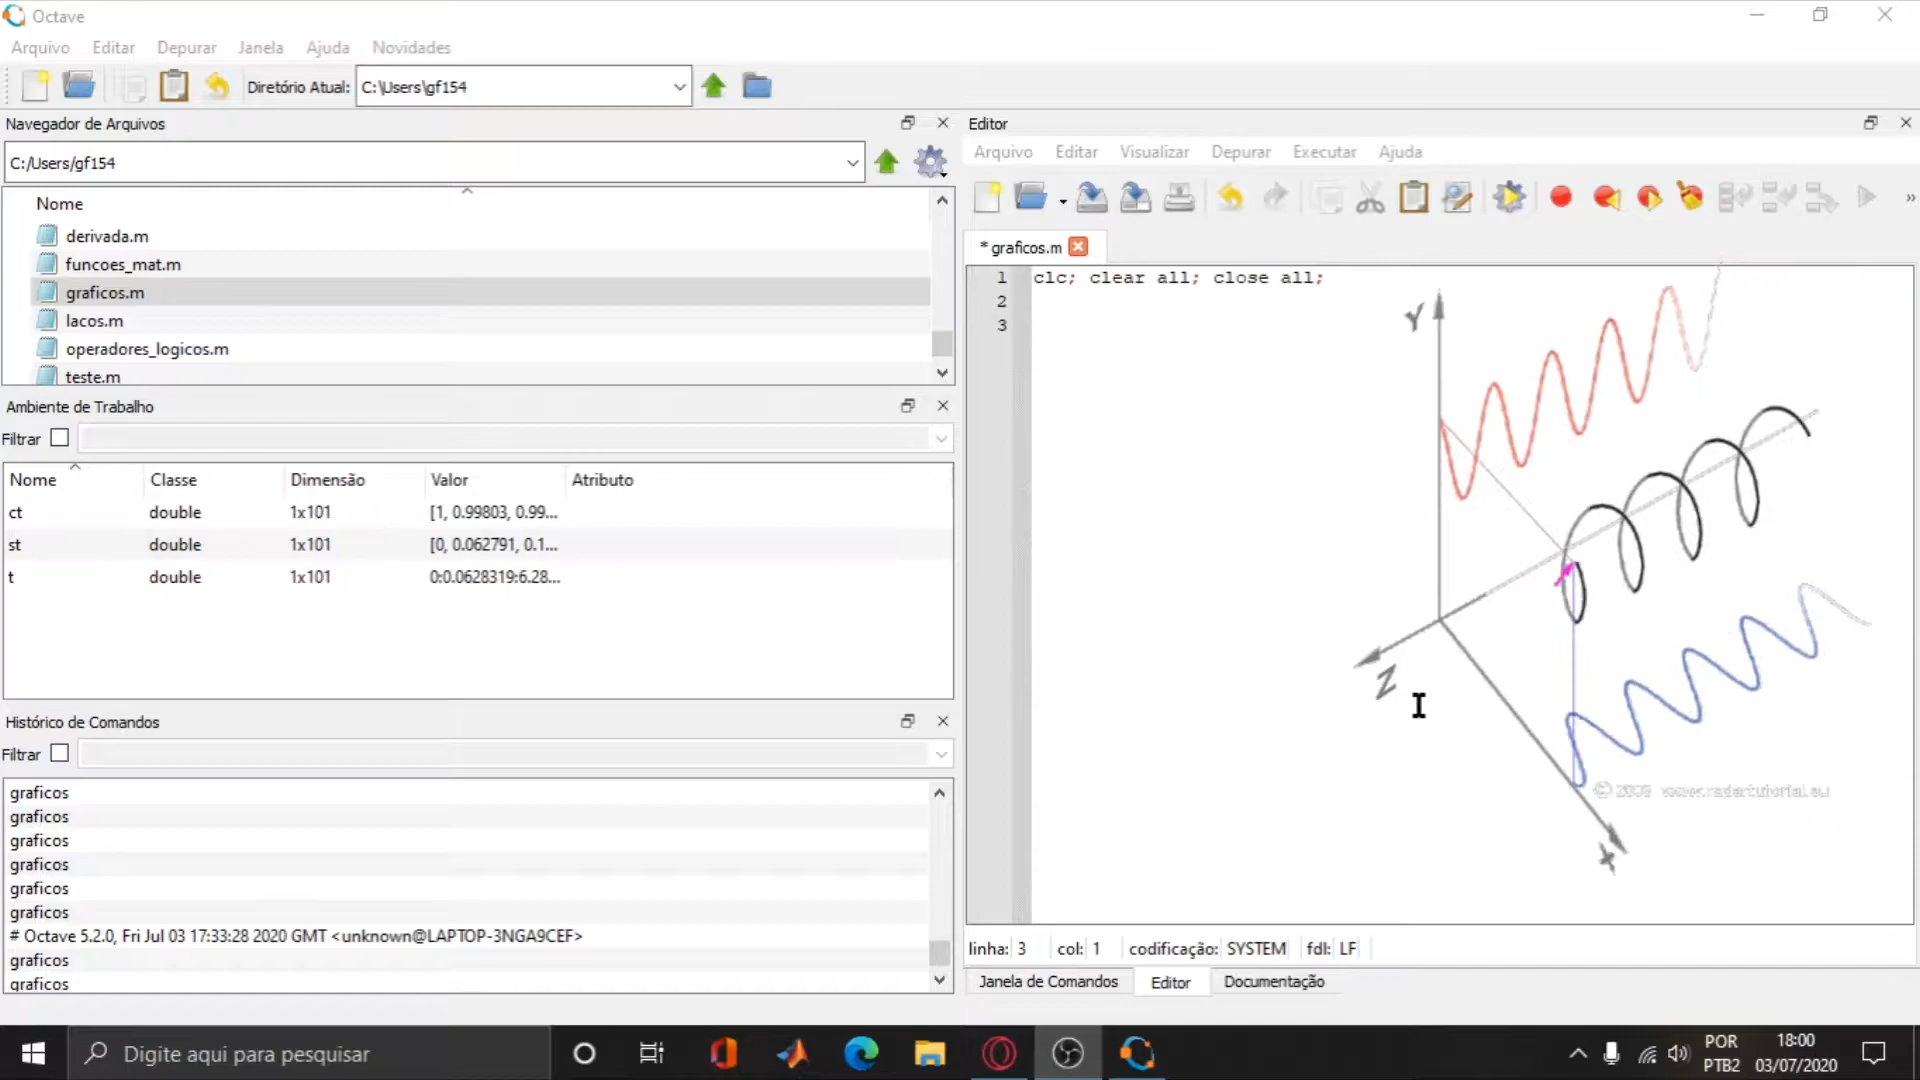 Octave
Arquivo Editar Depurar Janela Ajuda Novidades
Diretório Atual: C:\Users\gf154
Navegador de Arquivos
C:/Users/gf154
Nome
derivada.m
funcoes_mat.m
graficos.m
lacos.m
operadores_logicos.m
teste.m
Ambiente de Trabalho
Filtrar
Nome Classe Dimensão Valor Atributo
ct double 1x101 [1, 0.99803, 0.99...
st double 1x101 [0, 0.062791, 0.1...
t double 1x101 0:0.0628319:6.28...
Histórico de Comandos
Filtrar
graficos
graficos
graficos
graficos
graficos
graficos
# Octave 5.2.0, Fri Jul 03 17:33:28 2020 GMT <unknown@LAPTOP-3NGA9CEF>
graficos
graficos
Editor
Arquivo Editar Visualizar Depurar Executar Ajuda
»
* graficos.m
1 clc; clear all; close all;
2
3
Y
Z
X
www.radartutorial.eu
linha: 3 col: 1 codificação: SYSTEM fdl: LF
Janela de Comandos Editor Documentação
Digite aqui para pesquisar
POR
PTB2
18:00
03/07/2020